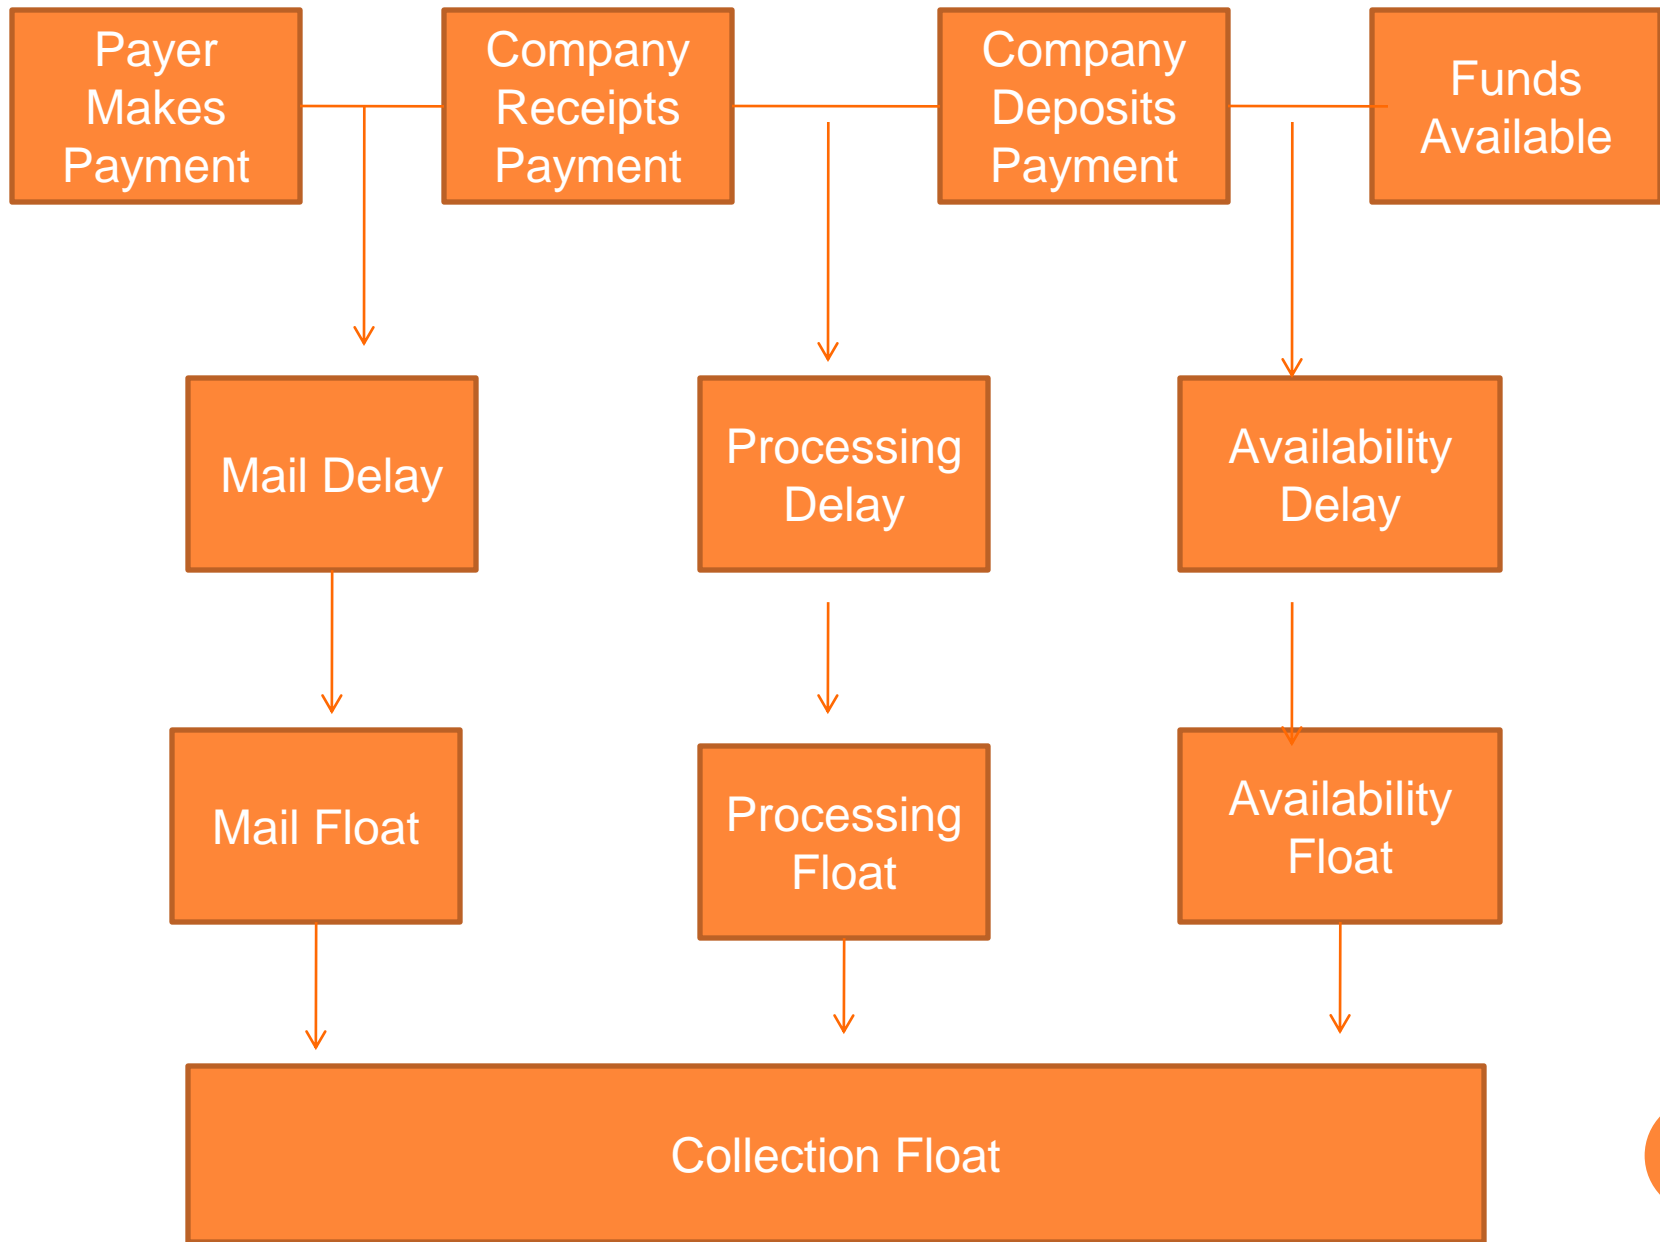 Payer
Makes
Payment
Company
Receipts
Payment
Company
Deposits
Payment
Funds
Available
Mail Delay
Processing
Delay
Availability
Delay
Mail Float
Processing
Float
Availability
Float
Collection Float